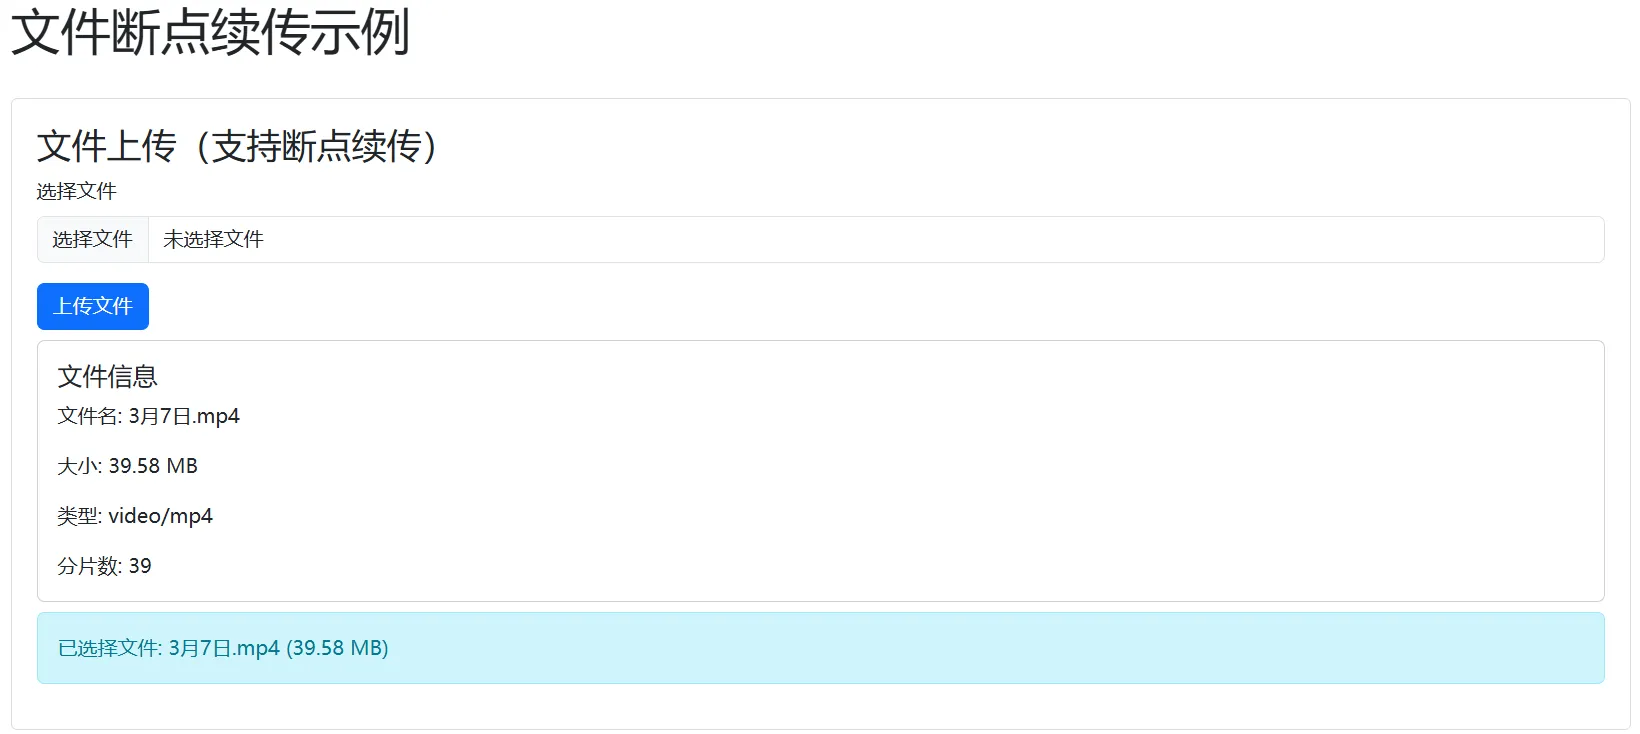 文件断点续传示例
文件上传（支持断点续传）
选择文件
选择文件 未选择文件
上传文件
文件信息
文件名: 3月7日.mp4
大小: 39.58 MB
类型: video/mp4
分片数: 39
已选择文件: 3月7日.mp4 (39.58 MB)